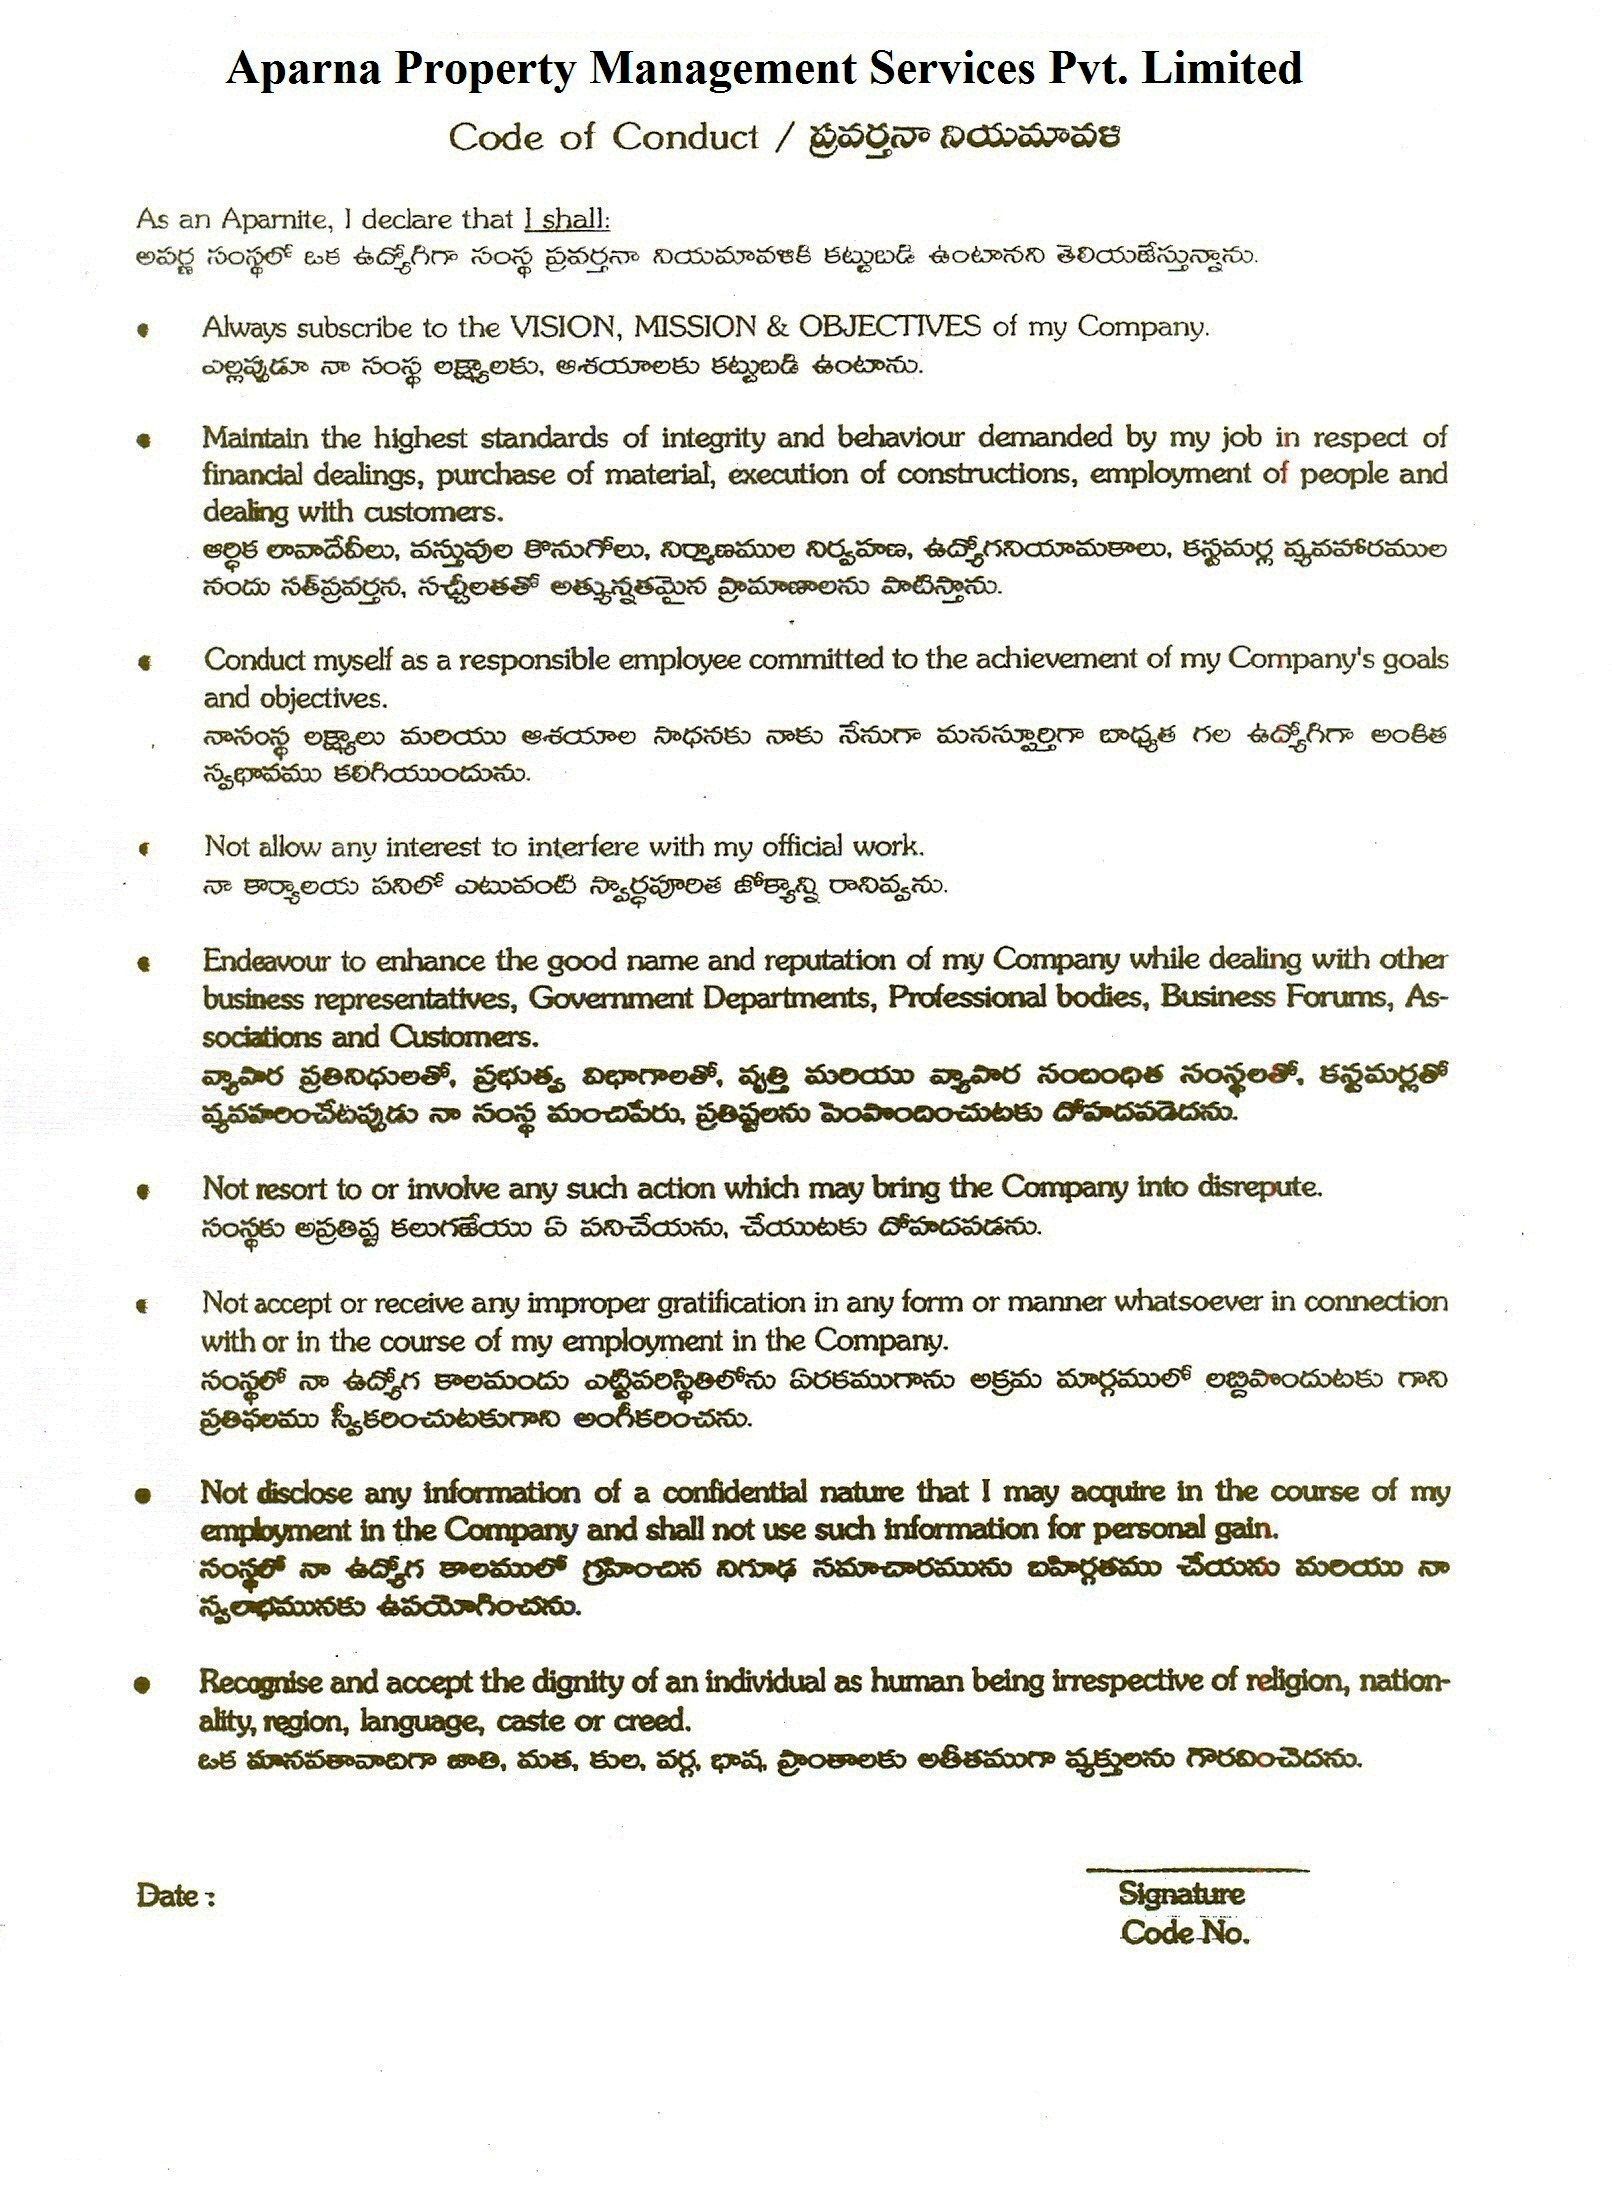 Aparna Property Management Services Pvt. Limited
Code of Conduct / ప్రవర్తనా నియమావళి
As an Aparnite, I declare that I shall:
అపర్ణ సంస్థలో ఒక ఉద్యోగిగా సంస్థ ప్రవర్తనా నియమావళికి కట్టుబడి ఉంటానని తెలియజేస్తున్నాను.
• Always subscribe to the VISION, MISSION & OBJECTIVES of my Company.
ఎల్లప్పుడూ నా సంస్థ లక్ష్యాలకు, ఆశయాలకు కట్టుబడి ఉంటాను.
• Maintain the highest standards of integrity and behaviour demanded by my job in respect of
financial dealings, purchase of material, execution of constructions, employment of people and
dealing with customers.
ఆర్ధిక లావాదేవీలు, వస్తువుల కొనుగోలు, నిర్మాణముల నిర్వహణ, ఉద్యోగనియామకాలు, కస్టమర్ల వ్యవహారముల
నందు సత్‌ప్రవర్తన, సచ్ఛీలతతో అత్యున్నతమైన ప్రామాణాలను పాటిస్తాను.
• Conduct myself as a responsible employee committed to the achievement of my Company's goals
and objectives.
నాసంస్థ లక్ష్యాలు మరియు ఆశయాల సాధనకు నాకు నేనుగా మనస్పూర్తిగా బాధ్యత గల ఉద్యోగిగా అంకిత
స్వభావము కలిగియుందును.
• Not allow any interest to interfere with my official work.
నా కార్యాలయ పనిలో ఎటువంటి స్వార్ధపూరిత జోక్యాన్ని రానివ్వను.
• Endeavour to enhance the good name and reputation of my Company while dealing with other
business representatives, Government Departments, Professional bodies, Business Forums, As-
sociations and Customers.
వ్యాపార ప్రతినిధులతో, ప్రభుత్వ విభాగాలతో, వృత్తి మరియు వ్యాపార సంబంధిత సంస్థలతో, కస్టమర్లతో
వ్యవహరించేటప్పుడు నా సంస్థ మంచిపేరు, ప్రతిష్టలను పెంపొందించుటకు దోహదపడెదను.
• Not resort to or involve any such action which may bring the Company into disrepute.
సంస్థకు అప్రతిష్ట కలుగజేయు ఏ పనిచేయను, చేయుటకు దోహదపడను.
• Not accept or receive any improper gratification in any form or manner whatsoever in connection
with or in the course of my employment in the Company.
సంస్థలో నా ఉద్యోగ కాలమందు ఎట్టిపరిస్థితిలోను ఏరకముగాను అక్రమ మార్గములో లబ్దిపొందుటకు గాని
ప్రతిఫలము స్వీకరించుటకుగాని అంగీకరించను.
• Not disclose any information of a confidential nature that I may acquire in the course of my
employment in the Company and shall not use such information for personal gain.
సంస్థలో నా ఉద్యోగ కాలములో గ్రహించిన నిగూఢ సమాచారమును బహిర్గతము చేయను మరియు నా
స్వలాభమునకు ఉపయోగించను.
• Recognise and accept the dignity of an individual as human being irrespective of religion, nation-
ality, region, language, caste or creed.
ఒక మానవతావాదిగా జాతి, మత, కుల, వర్గ, భాష, ప్రాంతాలకు అతీతముగా వ్యక్తులను గౌరవించెదను.
Date :
Signature
Code No.